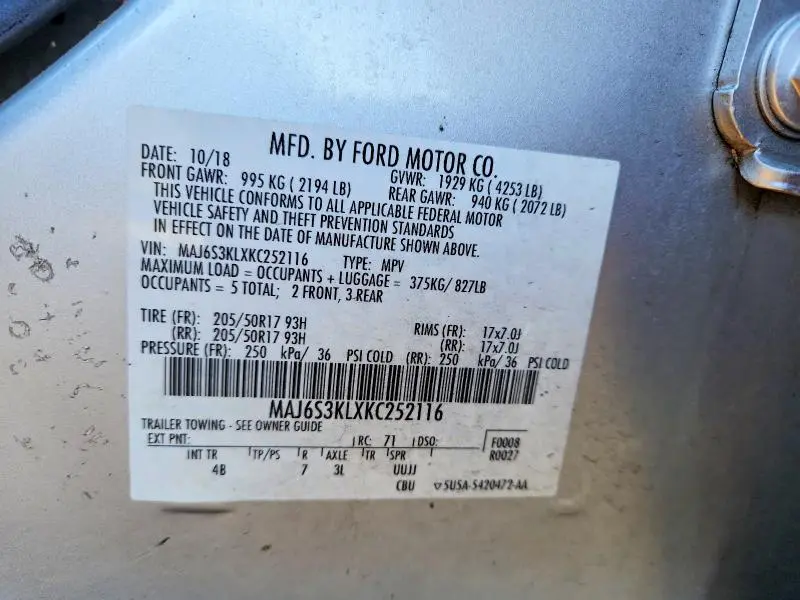 MFD. BY FORD MOTOR CO.
DATE: 10/18 GVWR: 1929 KG ( 4253 LB)
FRONT GAWR: 995 KG ( 2194 LB) REAR GAWR: 940 KG ( 2072 LB)
THIS VEHICLE CONFORMS TO ALL APPLICABLE FEDERAL MOTOR
VEHICLE SAFETY AND THEFT PREVENTION STANDARDS
IN EFFECT ON THE DATE OF MANUFACTURE SHOWN ABOVE.
VIN: MAJ6S3KLXKC252116 TYPE: MPV
MAXIMUM LOAD = OCCUPANTS + LUGGAGE = 375KG/ 827LB
OCCUPANTS = 5 TOTAL; 2 FRONT, 3 REAR
TIRE (FR): 205/50R17 93H RIMS (FR): 17x7.0J
(RR): 205/50R17 93H (RR): 17x7.0J
PRESSURE (FR): 250 kPa/ 36 PSI COLD (RR): 250 kPa/ 36 PSI COLD
MAJ6S3KLXKC252116
TRAILER TOWING - SEE OWNER GUIDE
EXT PNT: RC: 71 DSO: F0008
R0027
INT TR TP/PS R AXLE TR SPR
4B 7 3L UUJJ
CBU 5U5A-5420472-AA